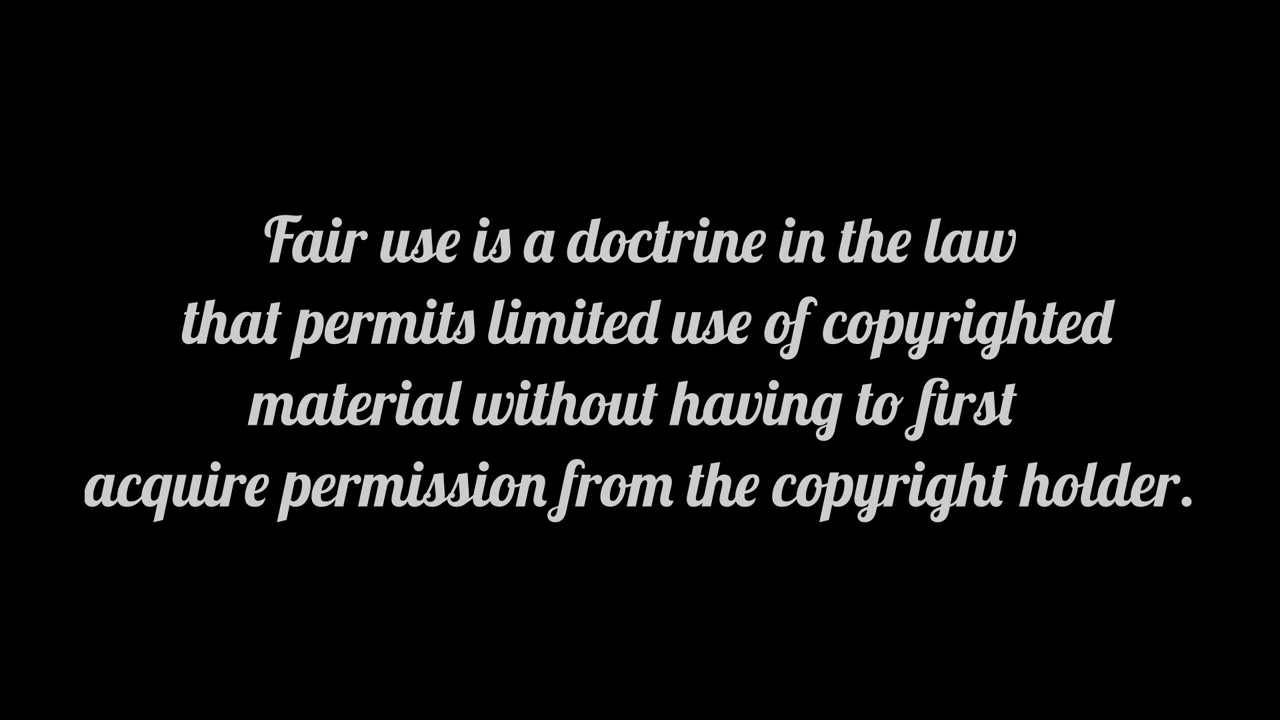 Fair use is a doctrine in the law
that permits limited use of copyrighted
material without having to first
acquire permission from the copyright holder.